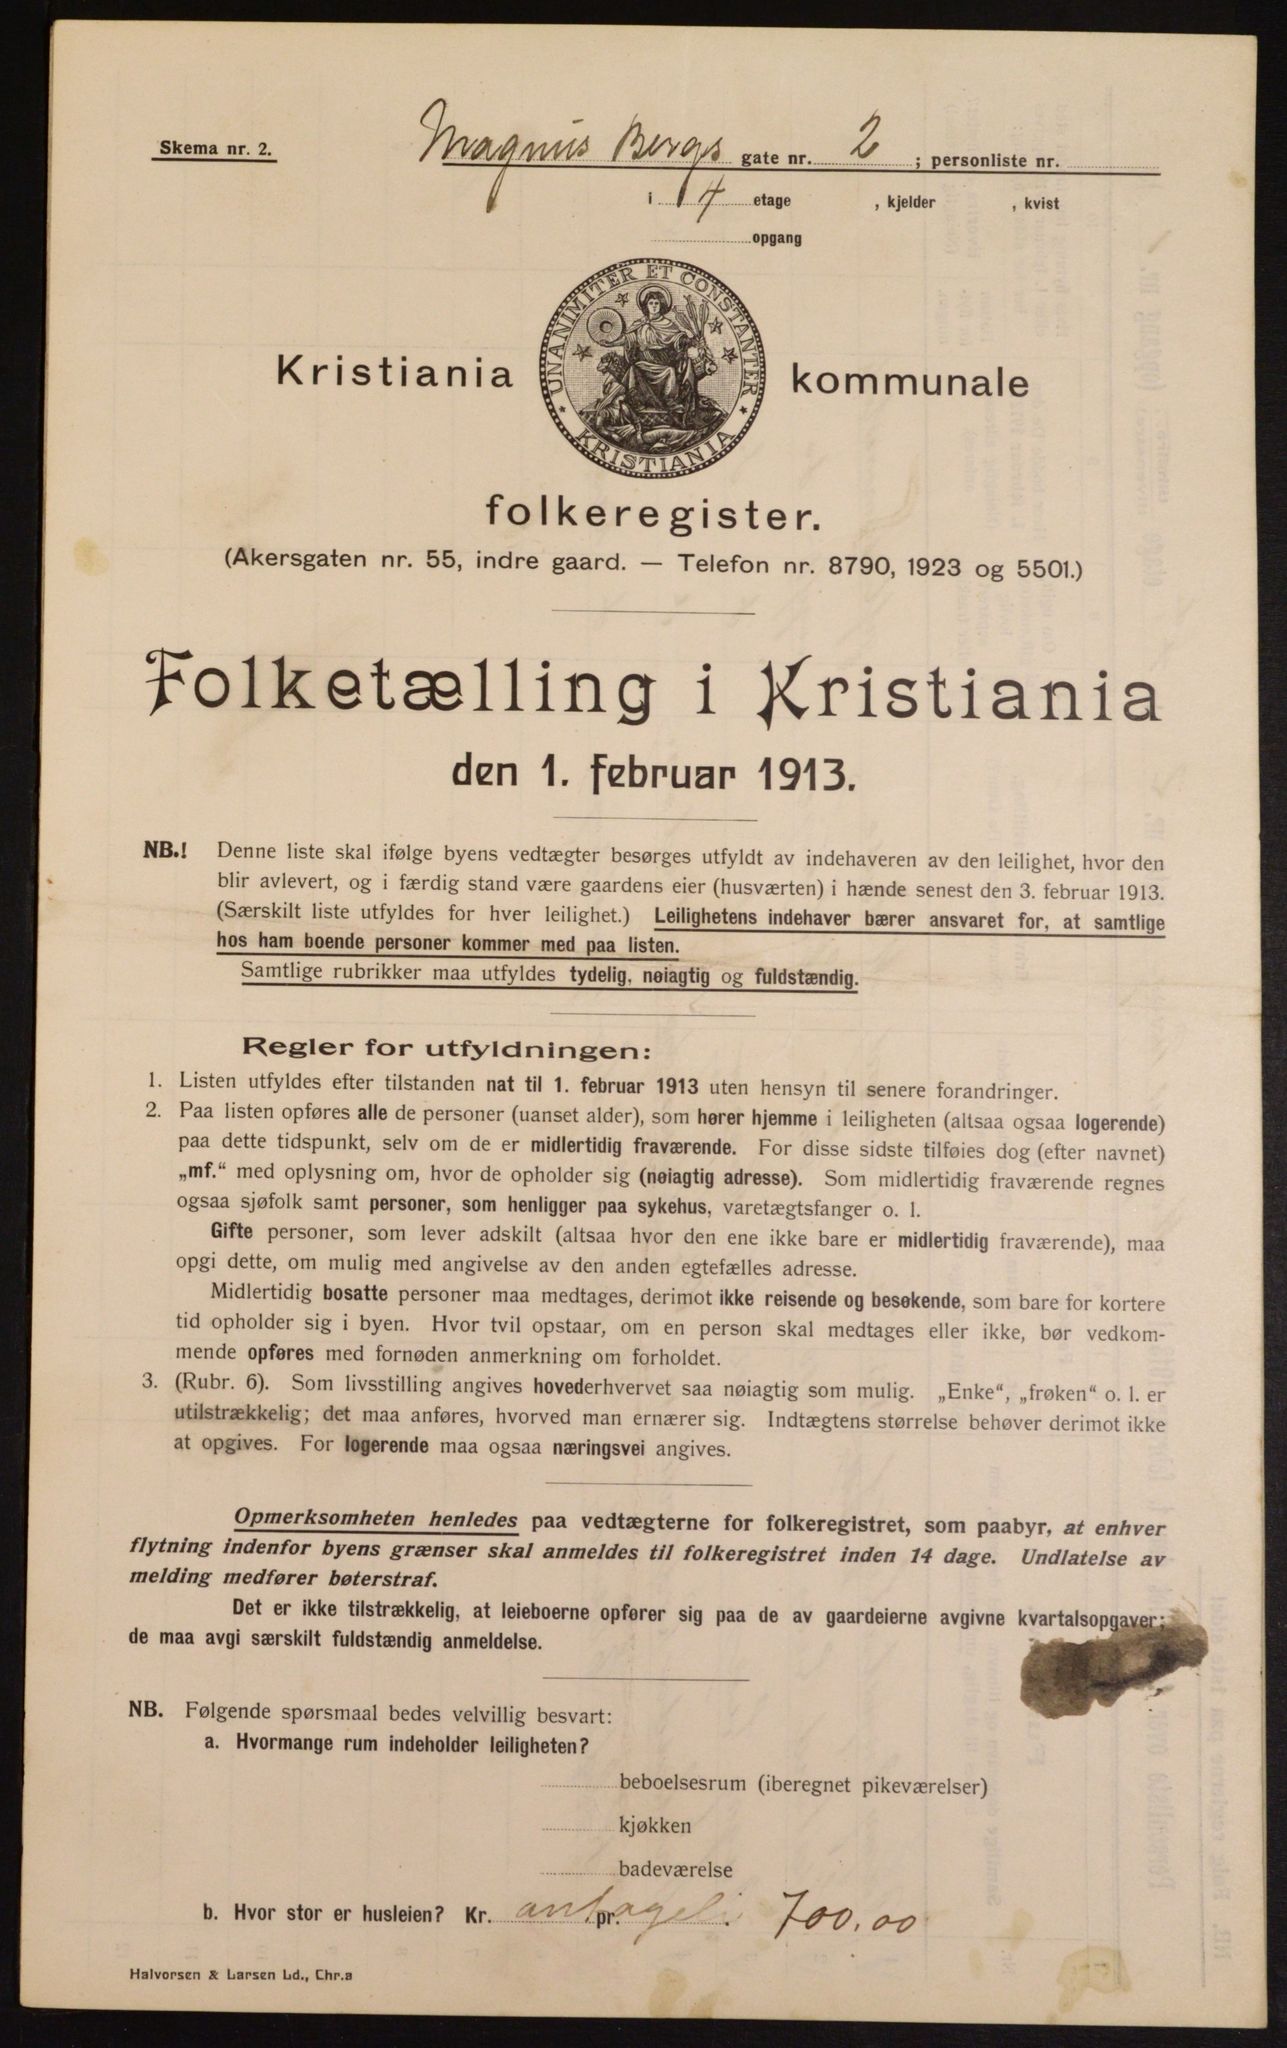 Skema nr. 2.
Magnus Bergs gate nr. 2 ; personliste nr.
i 4 etage , kjelder , kvist
opgang
UNANIMITER ET CONSTANTER
KRISTIANIA
Kristiania kommunale
folkeregister.
(Akersgaten nr. 55, indre gaard. — Telefon nr. 8790, 1923 og 5501.)
Folketælling i Kristiania
den 1. februar 1913.
NB.! Denne liste skal ifølge byens vedtægter besørges utfyldt av indehaveren av den leilighet, hvor den
blir avlevert, og i færdig stand være gaardens eier (husværten) i hænde senest den 3. februar 1913.
(Særskilt liste utfyldes for hver leilighet.) Leilighetens indehaver bærer ansvaret for, at samtlige
hos ham boende personer kommer med paa listen.
Samtlige rubrikker maa utfyldes tydelig, nøiagtig og fuldstændig.
Regler for utfyldningen:
1. Listen utfyldes efter tilstanden nat til 1. februar 1913 uten hensyn til senere forandringer.
2. Paa listen opføres alle de personer (uanset alder), som hører hjemme i leiligheten (altsaa ogsaa logerende)
paa dette tidspunkt, selv om de er midlertidig fraværende. For disse sidste tilføies dog (efter navnet)
„mf.“ med oplysning om, hvor de opholder sig (nøiagtig adresse). Som midlertidig fraværende regnes
ogsaa sjøfolk samt personer, som henligger paa sykehus, varetægtsfanger o. l.
Gifte personer, som lever adskilt (altsaa hvor den ene ikke bare er midlertidig fraværende), maa
opgi dette, om mulig med angivelse av den anden egtefælles adresse.
Midlertidig bosatte personer maa medtages, derimot ikke reisende og besøkende, som bare for kortere
tid opholder sig i byen. Hvor tvil opstaar, om en person skal medtages eller ikke, bør vedkom-
mende opføres med fornøden anmerkning om forholdet.
3. (Rubr. 6). Som livsstilling angives hovederhvervet saa nøiagtig som mulig. „Enke“, „frøken“ o. l. er
utilstrækkelig; det maa anføres, hvorved man ernærer sig. Indtægtens størrelse behøver derimot ikke
at opgives. For logerende maa ogsaa næringsvei angives.
Opmerksomheten henledes paa vedtægterne for folkeregistret, som paabyr, at enhver
flytning indenfor byens grænser skal anmeldes til folkeregistret inden 14 dage. Undlatelse av
melding medfører bøterstraf.
Det er ikke tilstrækkelig, at leieboerne opfører sig paa de av gaardeierne avgivne kvartalsopgaver;
de maa avgi særskilt fuldstændig anmeldelse.
NB. Følgende spørsmaal bedes velvillig besvart:
a. Hvormange rum indeholder leiligheten?
beboelsesrum (iberegnet pikeværelser)
kjøkken
badeværelse
b. Hvor stor er husleien? Kr. pr. 700.00
Halvorsen & Larsen Ld., Chr.a